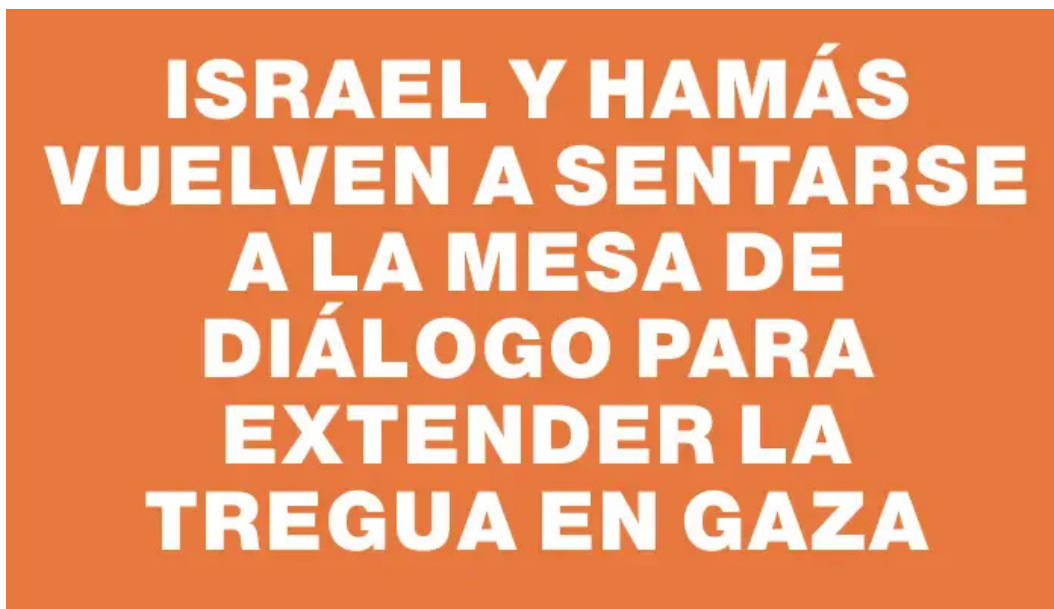 ISRAEL Y HAMÁS
VUELVEN A SENTARSE
A LA MESA DE
DIÁLOGO PARA
EXTENDER LA
TREGUA EN GAZA